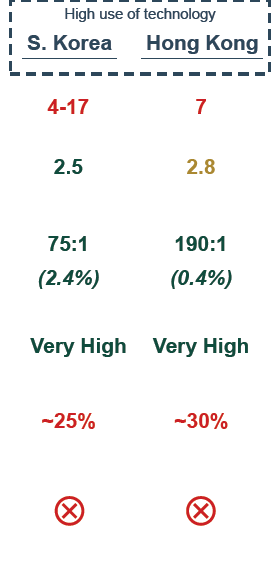 High use of technology
S. Korea Hong Kong
4-17 7
2.5 2.8
75:1 190:1
(2.4%) (0.4%)
Very High Very High
~25% ~30%